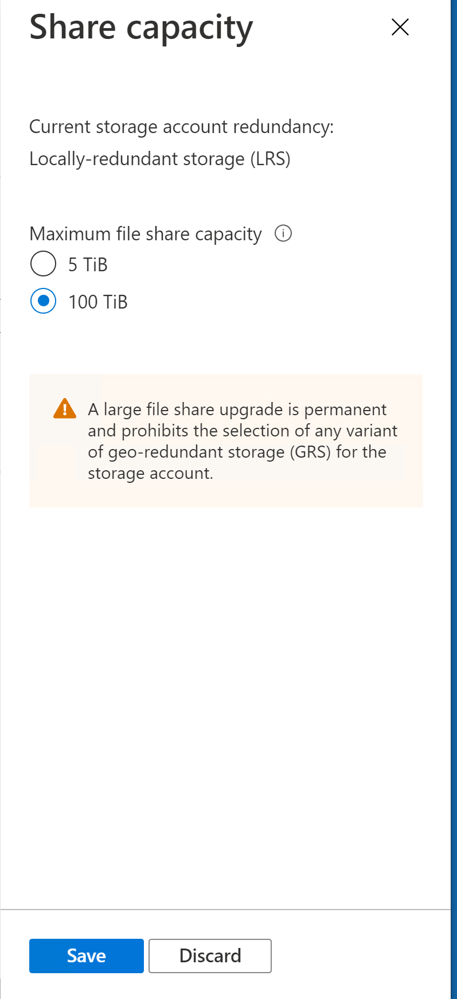 Share capacity
Current storage account redundancy:
Locally-redundant storage (LRS)
Maximum file share capacity
5 TiB
100 TiB
A large file share upgrade is permanent
and prohibits the selection of any variant
of geo-redundant storage (GRS) for the
storage account.
Save
Discard